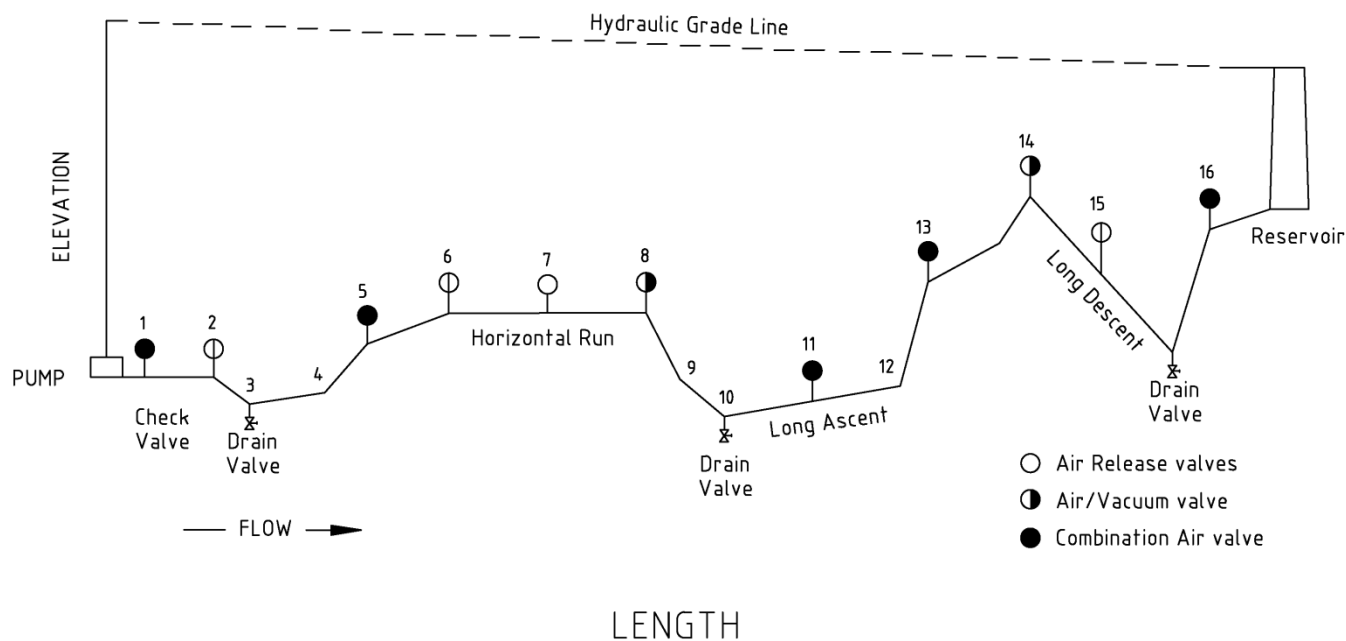 Hydraulic Grade Line
ELEVATION
14
16
15
13
Reservoir
6
7
8
5
Long Descent
1
2
Horizontal Run
11
12
9
4
3
10
PUMP
Check
Valve
Drain
Valve
Long Ascent
Drain
Valve
Drain
Valve
Air Release valves
Air/Vacuum valve
Combination Air valve
FLOW
LENGTH